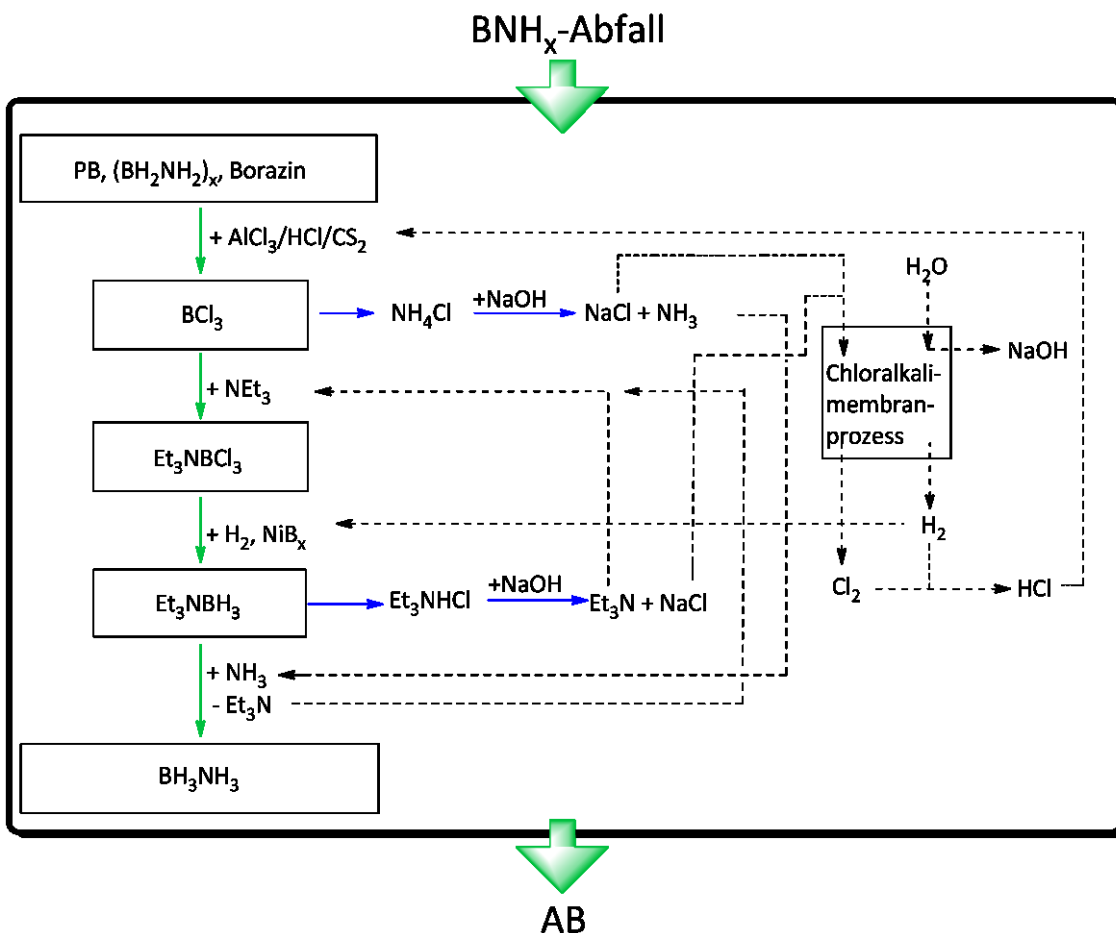 BNHₓ-Abfall
PB, (BH₂NH₂)ₓ, Borazin
+ AlCl₃/HCl/CS₂
H₂O
BCl₃
NH₄Cl
+NaOH
NaCl + NH₃
NaOH
Chloralkali-
membran-
prozess
+ NEt₃
Et₃NBCl₃
+ H₂, NiBₓ
H₂
Et₃NBH₃
Et₃NHCl
+NaOH
Et₃N + NaCl
Cl₂
HCl
+ NH₃
- Et₃N
BH₃NH₃
AB